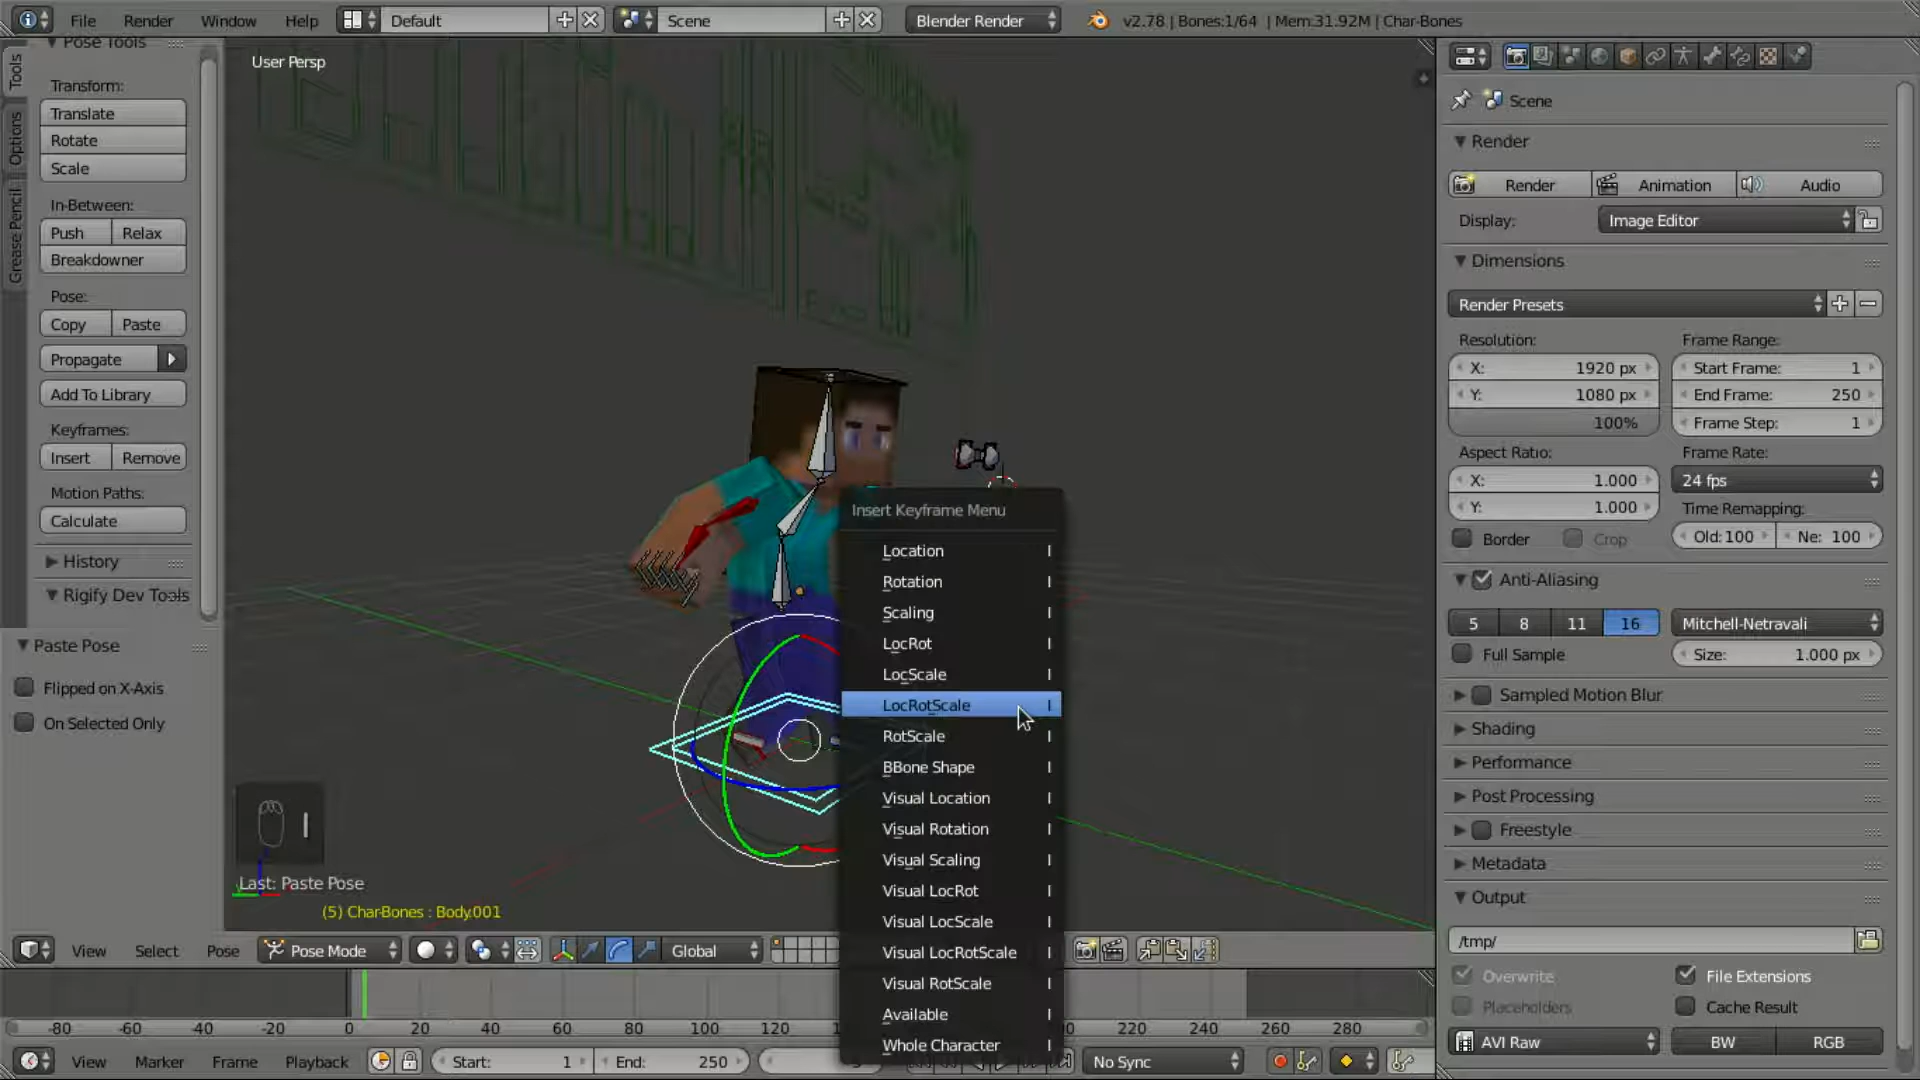 File Render Window Help Default Scene Blender Render v2.78 | Bones:1/64 | Mem:31.92M | Char-Bones
Tools
Options
Grease Pencil
Pose Tools
Transform:
Translate
Rotate
Scale
In-Between:
Push Relax
Breakdowner
Pose:
Copy Paste
Propagate
Add To Library
Keyframes:
Insert Remove
Motion Paths:
Calculate
History
Rigify Dev Tools
Paste Pose
Flipped on X-Axis
On Selected Only
User Persp
I
Last: Paste Pose
(5) Char-Bones : Body.001
Insert Keyframe Menu
Location I
Rotation I
Scaling I
LocRot I
LocScale I
LocRotScale I
RotScale I
BBone Shape I
Visual Location I
Visual Rotation I
Visual Scaling I
Visual LocRot I
Visual LocScale I
Visual LocRotScale I
Visual RotScale I
Available I
Whole Character I
View Select Pose Pose Mode Global
-80 -60 -40 -20 0 20 40 60 80 100 120 220 240 260 280
View Marker Frame Playback Start: 1 End: 250 No Sync
Scene
Render
Render Animation Audio
Display: Image Editor
Dimensions
Render Presets
Resolution: Frame Range:
X: 1920 px Start Frame: 1
Y: 1080 px End Frame: 250
100% Frame Step: 1
Aspect Ratio: Frame Rate:
X: 1.000 24 fps
Y: 1.000 Time Remapping:
Border Crop Old: 100 Ne: 100
Anti-Aliasing
5 8 11 16 Mitchell-Netravali
Full Sample Size: 1.000 px
Sampled Motion Blur
Shading
Performance
Post Processing
Freestyle
Metadata
Output
/tmp/
Overwrite File Extensions
Placeholders Cache Result
AVI Raw BW RGB